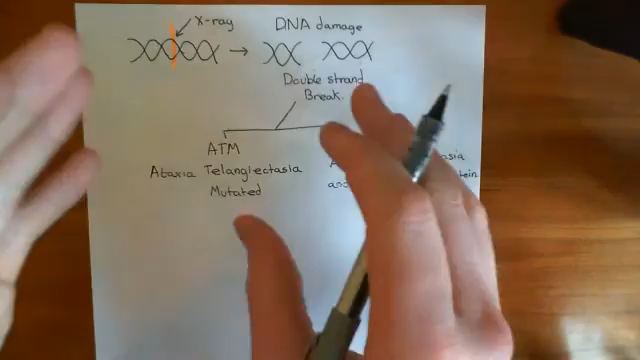 X-ray
DNA damage
Double strand
Break.
ATM
Ataxia Telangiectasia
Mutated